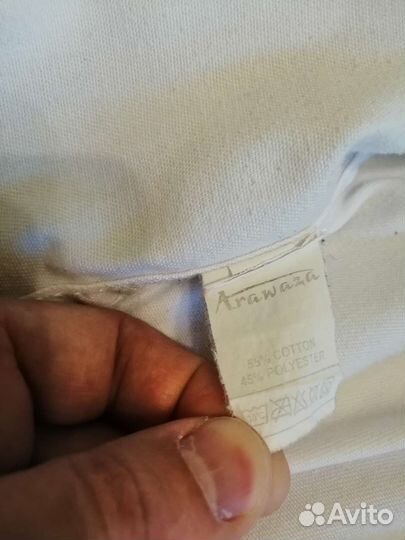 Arawaza
55% COTTON
45% POLYESTER
Avito